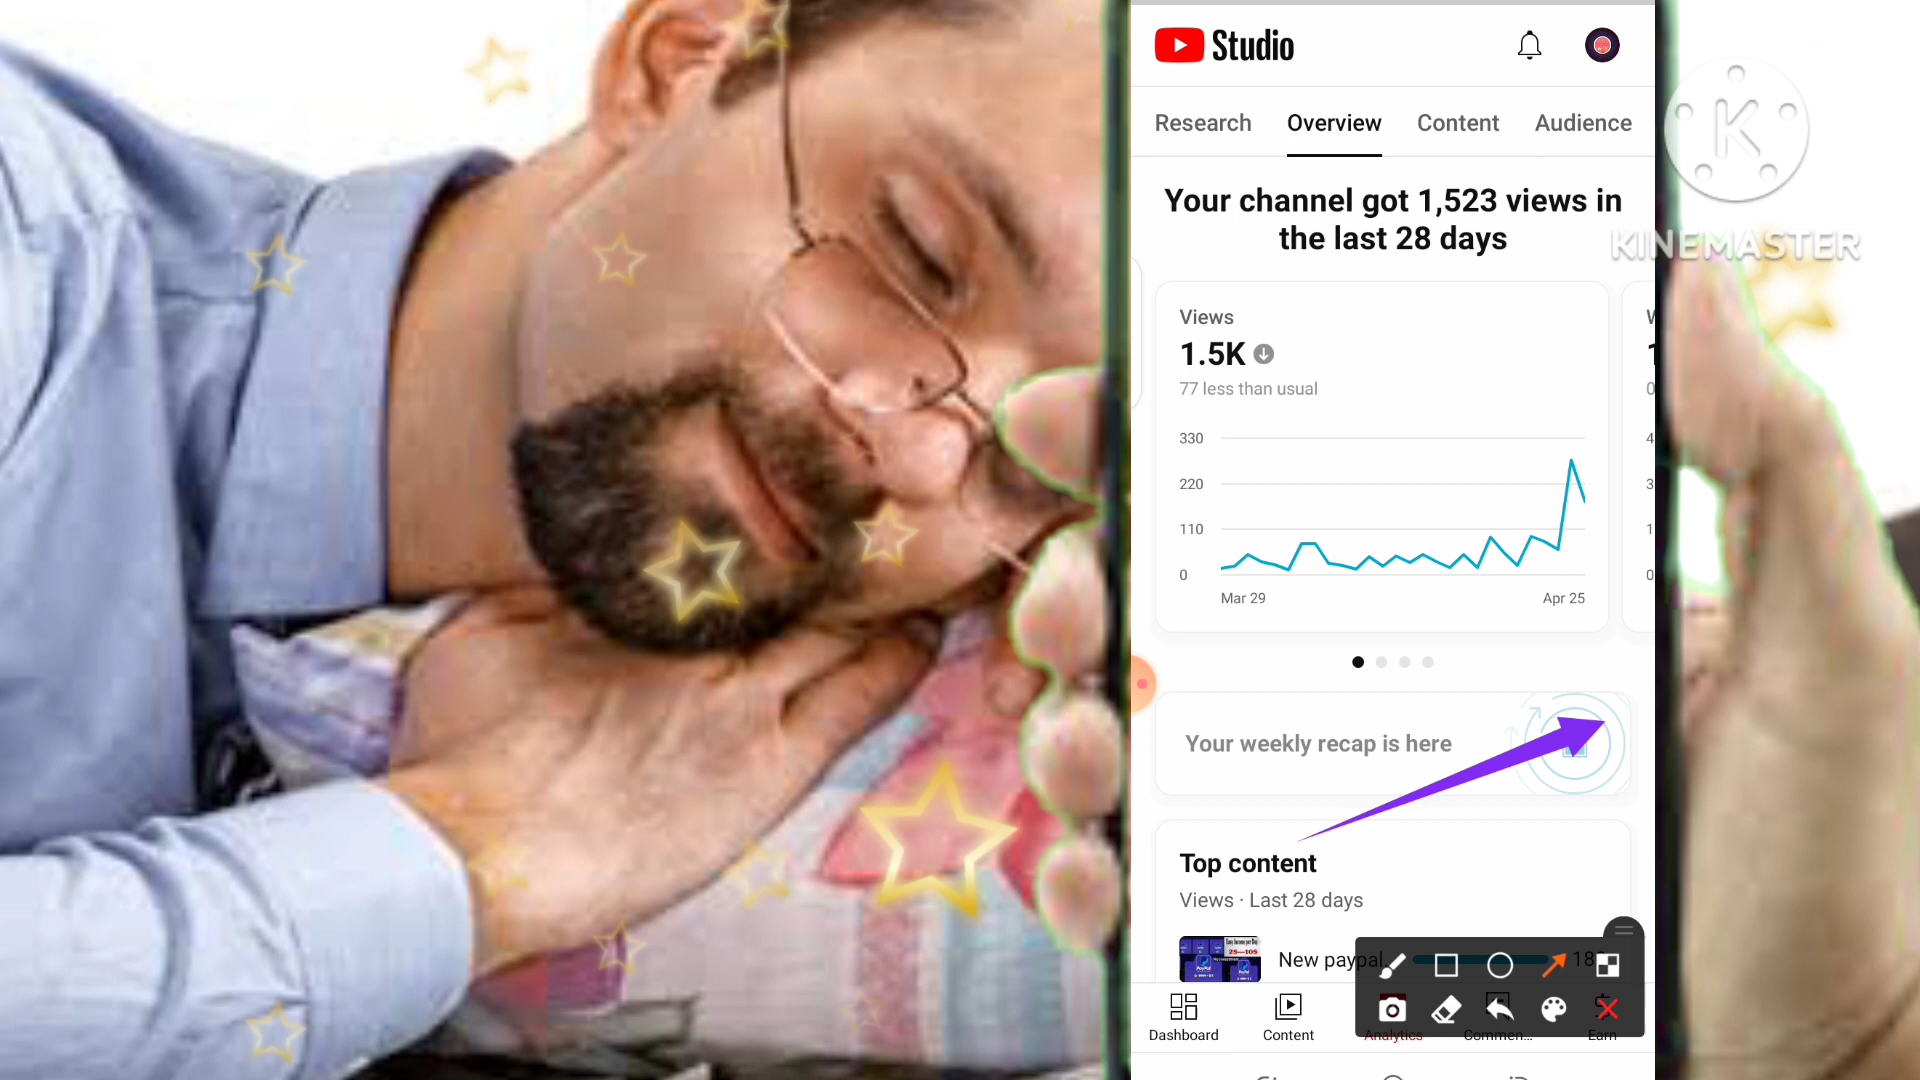 Studio
Research Overview Content Audience
Your channel got 1,523 views in
the last 28 days
KINEMASTER
Views
1.5K
77 less than usual
330
220
110
0
Mar 29 Apr 25
Your weekly recap is here
Top content
Views · Last 28 days
New paypal
Dashboard Content Analytics Commen... Earn